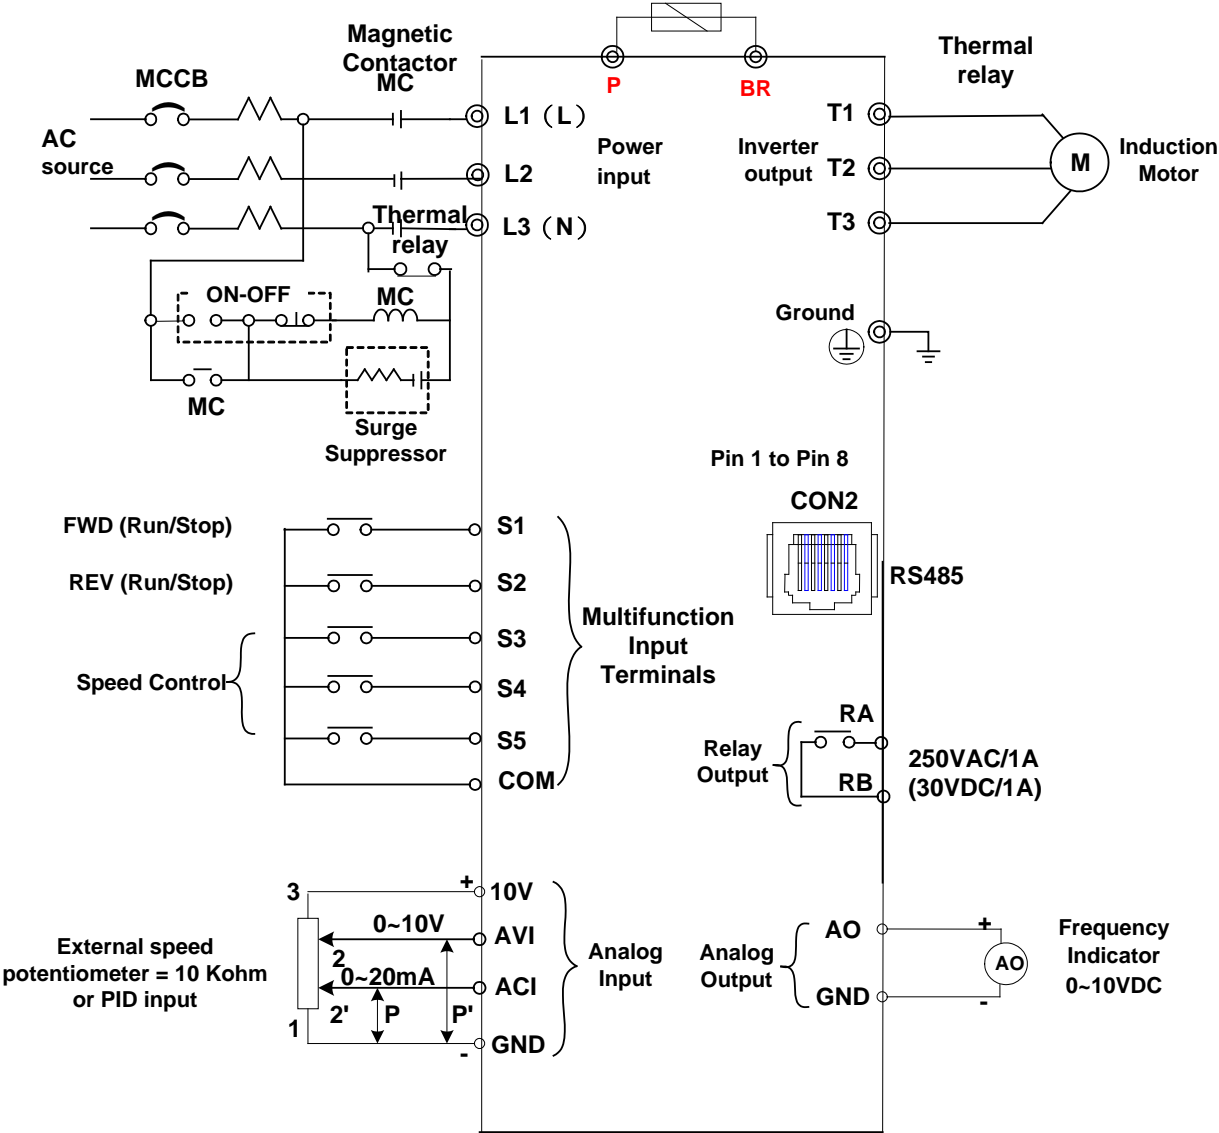 Magnetic
Contactor
MC
MCCB
AC
source
P
BR
Thermal
relay
L1（L）
L2
L3（N）
Power
input
Inverter
output
T1
T2
T3
M
Induction
Motor
Thermal
relay
ON-OFF
MC
MC
Surge
Suppressor
Ground
Pin 1 to Pin 8
CON2
RS485
FWD (Run/Stop)
REV (Run/Stop)
Speed Control
S1
S2
S3
S4
S5
COM
Multifunction
Input
Terminals
Relay
Output
RA
RB
250VAC/1A
(30VDC/1A)
External speed
potentiometer = 10 Kohm
or PID input
3
2
2'
1
+
0~10V
0~20mA
P
P'
-
10V
AVI
ACI
GND
Analog
Input
Analog
Output
AO
GND
+
AO
-
Frequency
Indicator
0~10VDC